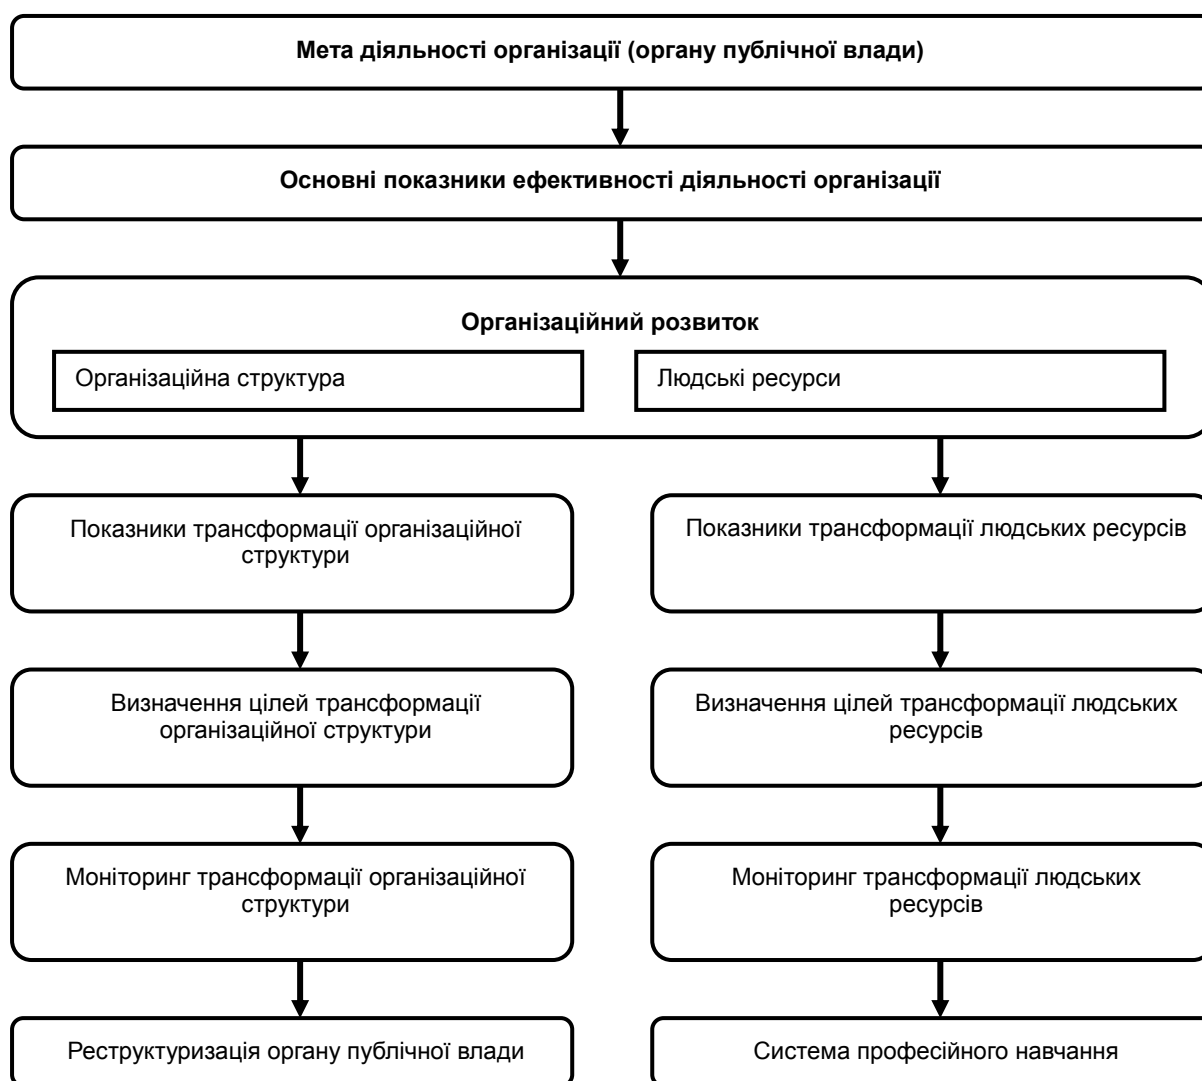 Мета діяльності організації (органу публічної влади)
Основні показники ефективності діяльності організації
Організаційний розвиток
Організаційна структура
Людські ресурси
Показники трансформації організаційної
структури
Показники трансформації людських ресурсів
Визначення цілей трансформації
організаційної структури
Визначення цілей трансформації людських
ресурсів
Моніторинг трансформації організаційної
структури
Моніторинг трансформації людських
ресурсів
Реструктуризація органу публічної влади
Система професійного навчання